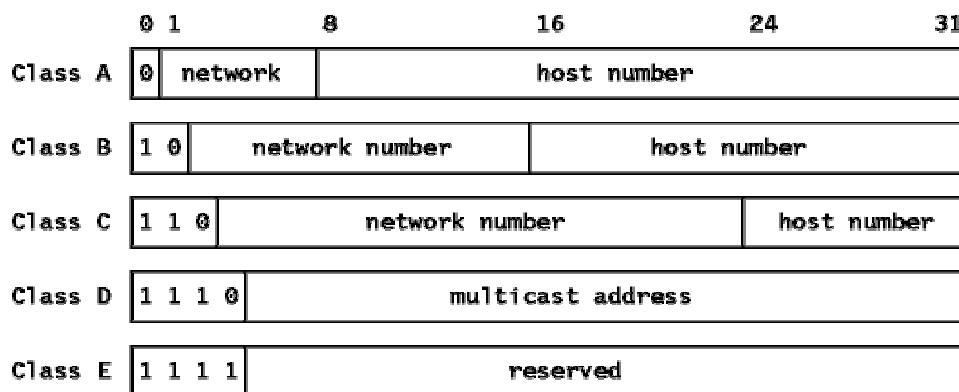 0 1 8 16 24 31
Class A 0 network host number
Class B 1 0 network number host number
Class C 1 1 0 network number host number
Class D 1 1 1 0 multicast address
Class E 1 1 1 1 reserved